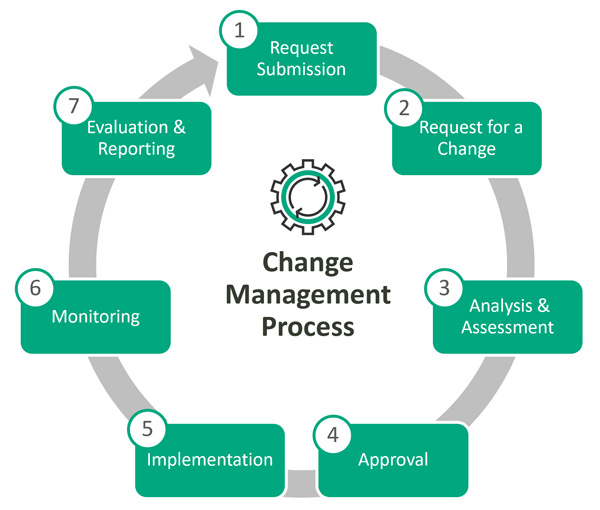 1
Request
Submission
2
Request for a
Change
3
Analysis &
Assessment
4
Approval
5
Implementation
6
Monitoring
7
Evaluation &
Reporting
Change
Management
Process